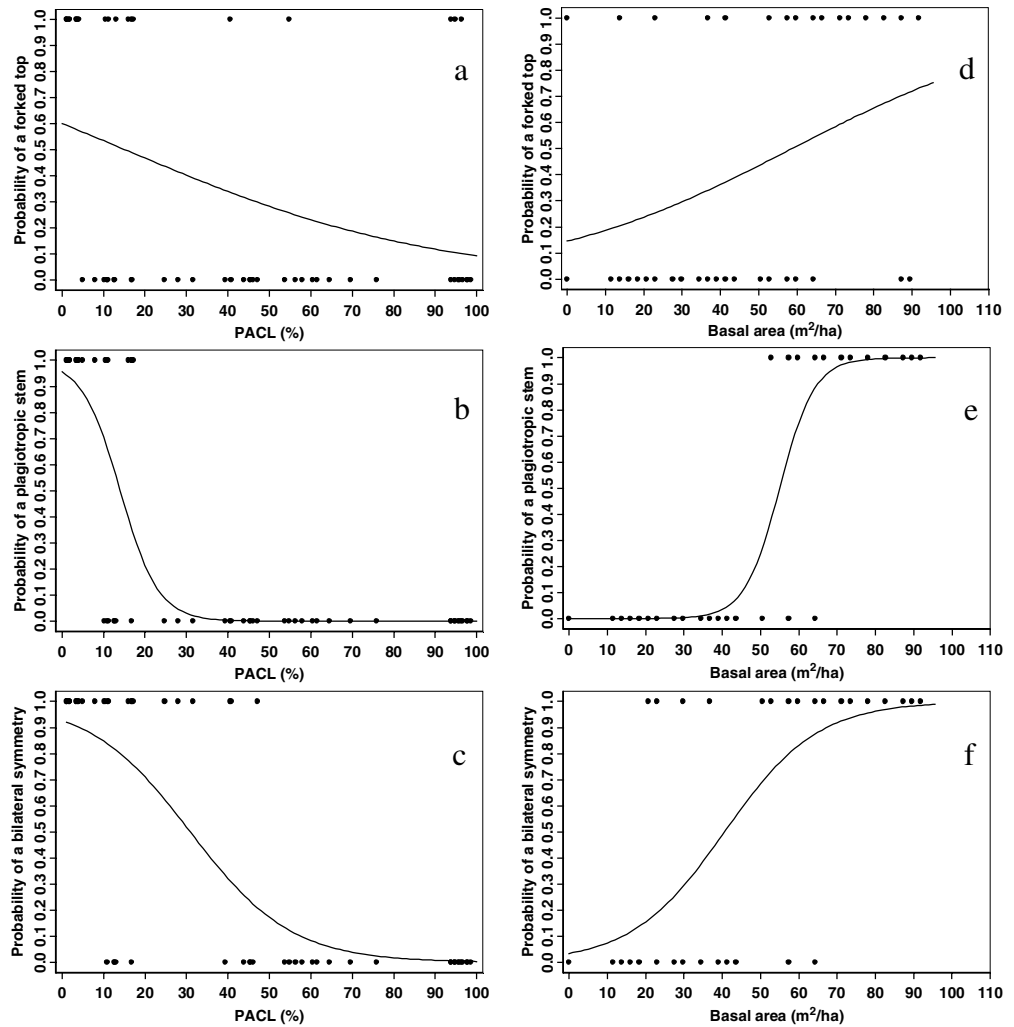 Probability of a forked top
0.0 0.1 0.2 0.3 0.4 0.5 0.6 0.7 0.8 0.9 1.0
a
0 10 20 30 40 50 60 70 80 90 100
PACL (%)
Probability of a forked top
0.0 0.1 0.2 0.3 0.4 0.5 0.6 0.7 0.8 0.9 1.0
d
0 10 20 30 40 50 60 70 80 90 100 110
Basal area (m²/ha)
Probability of a plagiotropic stem
0.0 0.1 0.2 0.3 0.4 0.5 0.6 0.7 0.8 0.9 1.0
b
0 10 20 30 40 50 60 70 80 90 100
PACL (%)
Probability of a plagiotropic stem
0.0 0.1 0.2 0.3 0.4 0.5 0.6 0.7 0.8 0.9 1.0
e
0 10 20 30 40 50 60 70 80 90 100 110
Basal area (m²/ha)
Probability of a bilateral symmetry
0.0 0.1 0.2 0.3 0.4 0.5 0.6 0.7 0.8 0.9 1.0
c
0 10 20 30 40 50 60 70 80 90 100
PACL (%)
Probability of a bilateral symmetry
0.0 0.1 0.2 0.3 0.4 0.5 0.6 0.7 0.8 0.9 1.0
f
0 10 20 30 40 50 60 70 80 90 100 110
Basal area (m²/ha)